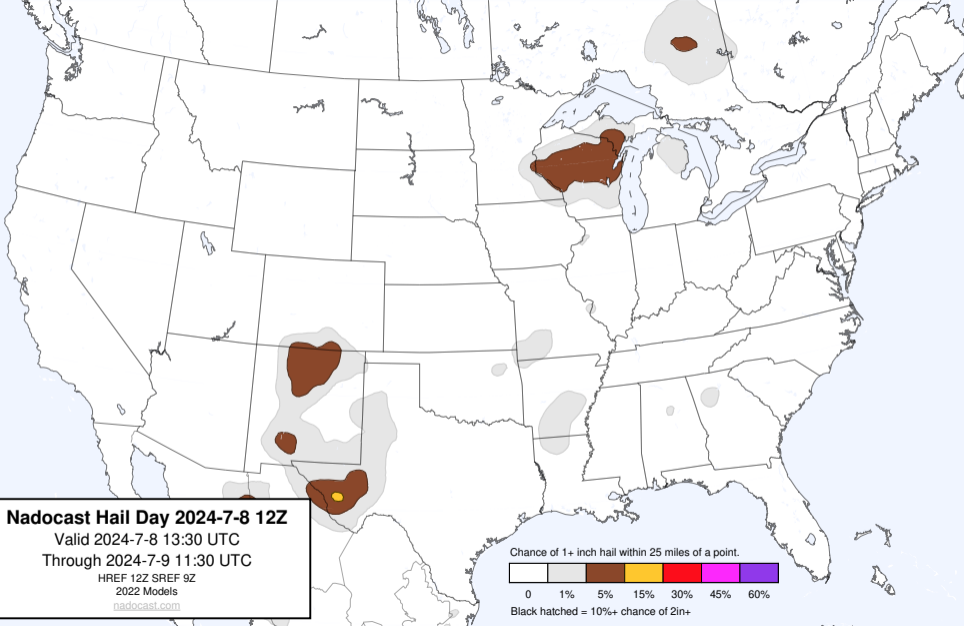 Nadocast Hail Day 2024-7-8 12Z
Valid 2024-7-8 13:30 UTC
Through 2024-7-9 11:30 UTC
HREF 12Z SREF 9Z
2022 Models
nadocast.com
Chance of 1+ inch hail within 25 miles of a point.
0 1% 5% 15% 30% 45% 60%
Black hatched = 10%+ chance of 2in+